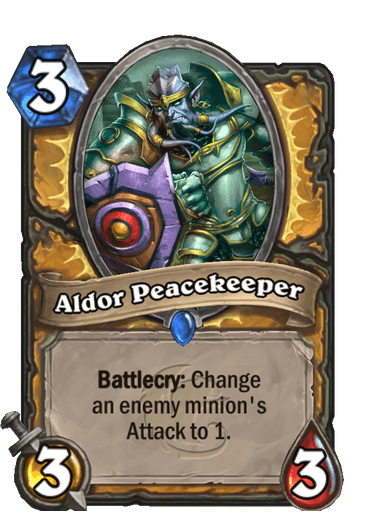 3
Aldor Peacekeeper
Battlecry: Change
an enemy minion's
Attack to 1.
3
3